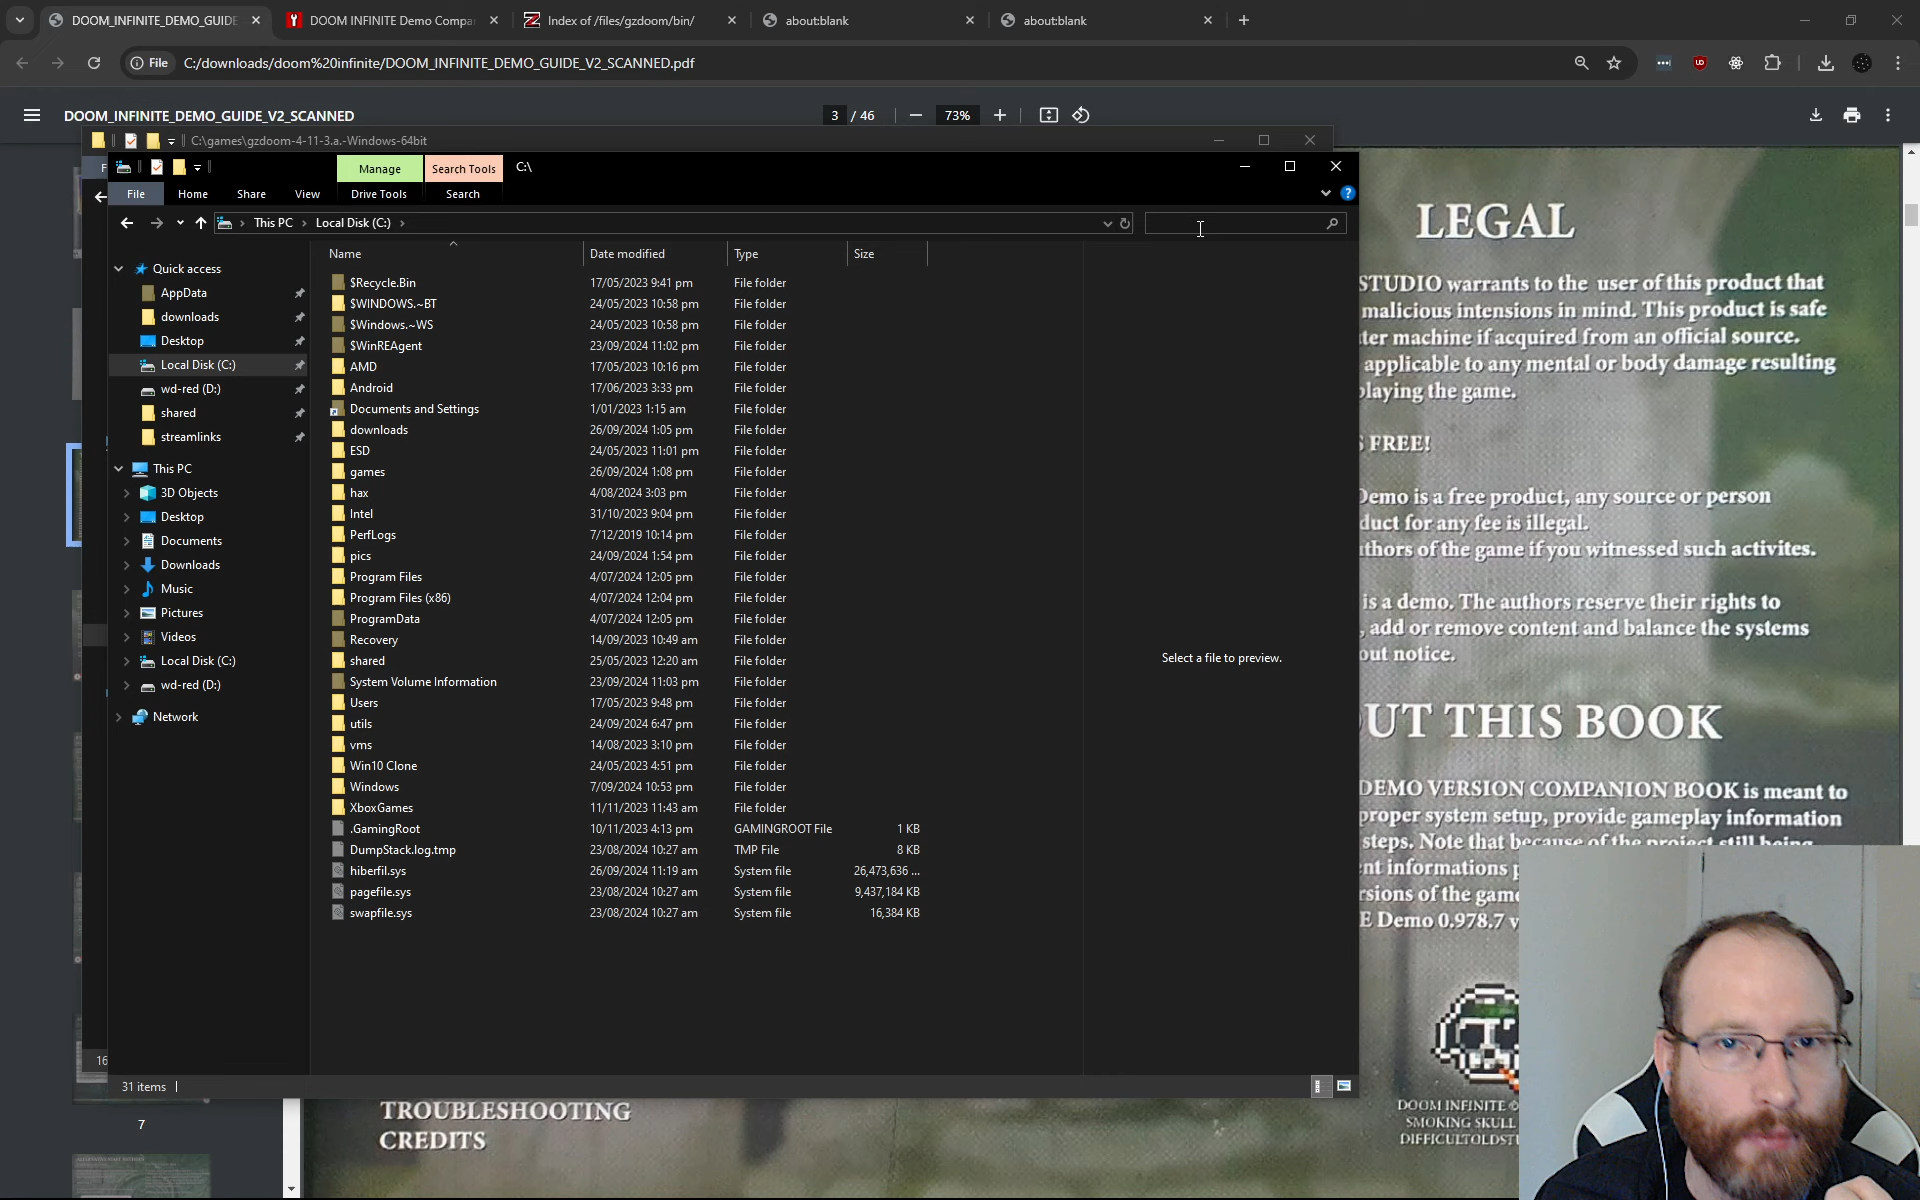 DOOM_INFINITE_DEMO_GUIDE
DOOM INFINITE Demo Compa
Index of /files/gzdoom/bin/
about:blank
about:blank
File
C:/downloads/doom%20infinite/DOOM_INFINITE_DEMO_GUIDE_V2_SCANNED.pdf
DOOM_INFINITE_DEMO_GUIDE_V2_SCANNED
3 / 46
73%
C:\games\gzdoom-4-11-3.a.-Windows-64bit
Manage
Search Tools
C:\
File
Home
Share
View
Drive Tools
Search
This PC
Local Disk (C:)
Name
Date modified
Type
Size
Quick access
AppData
downloads
Desktop
Local Disk (C:)
wd-red (D:)
shared
streamlinks
This PC
3D Objects
Desktop
Documents
Downloads
Music
Pictures
Videos
Local Disk (C:)
wd-red (D:)
Network
$Recycle.Bin 17/05/2023 9:41 pm File folder
$WINDOWS.~BT 24/05/2023 10:58 pm File folder
$Windows.~WS 24/05/2023 10:58 pm File folder
$WinREAgent 23/09/2024 11:02 pm File folder
AMD 17/05/2023 10:16 pm File folder
Android 17/06/2023 3:33 pm File folder
Documents and Settings 1/01/2023 1:15 am File folder
downloads 26/09/2024 1:05 pm File folder
ESD 24/05/2023 11:01 pm File folder
games 26/09/2024 1:08 pm File folder
hax 4/08/2024 3:03 pm File folder
Intel 31/10/2023 9:04 pm File folder
PerfLogs 7/12/2019 10:14 pm File folder
pics 24/09/2024 1:54 pm File folder
Program Files 4/07/2024 12:05 pm File folder
Program Files (x86) 4/07/2024 12:04 pm File folder
ProgramData 4/07/2024 12:05 pm File folder
Recovery 14/09/2023 10:49 am File folder
shared 25/05/2023 12:20 am File folder
System Volume Information 23/09/2024 11:03 pm File folder
Users 17/05/2023 9:48 pm File folder
utils 24/09/2024 6:47 pm File folder
vms 14/08/2023 3:10 pm File folder
Win10 Clone 24/05/2023 4:51 pm File folder
Windows 7/09/2024 10:53 pm File folder
XboxGames 11/11/2023 11:43 am File folder
.GamingRoot 10/11/2023 4:13 pm GAMINGROOT File 1 KB
DumpStack.log.tmp 23/08/2024 10:27 am TMP File 8 KB
hiberfil.sys 26/09/2024 11:19 am System file 26,473,636 ...
pagefile.sys 23/08/2024 10:27 am System file 9,437,184 KB
swapfile.sys 23/08/2024 10:27 am System file 16,384 KB
Select a file to preview.
31 items
16
7
LEGAL
STUDIO warrants to the user of this product that
malicious intensions in mind. This product is safe
ter machine if acquired from an official source.
applicable to any mental or body damage resulting
playing the game.
S FREE!
Demo is a free product, any source or person
duct for any fee is illegal.
thors of the game if you witnessed such activites.
is a demo. The authors reserve their rights to
, add or remove content and balance the systems
out notice.
UT THIS BOOK
DEMO VERSION COMPANION BOOK is meant to
proper system setup, provide gameplay information
steps. Note that because of the project still being
nt informations p
rsions of the game
E Demo 0.978.7 v
TROUBLESHOOTING
CREDITS
DOOM INFINITE ©
SMOKING SKULL
DIFFICULTOLDST